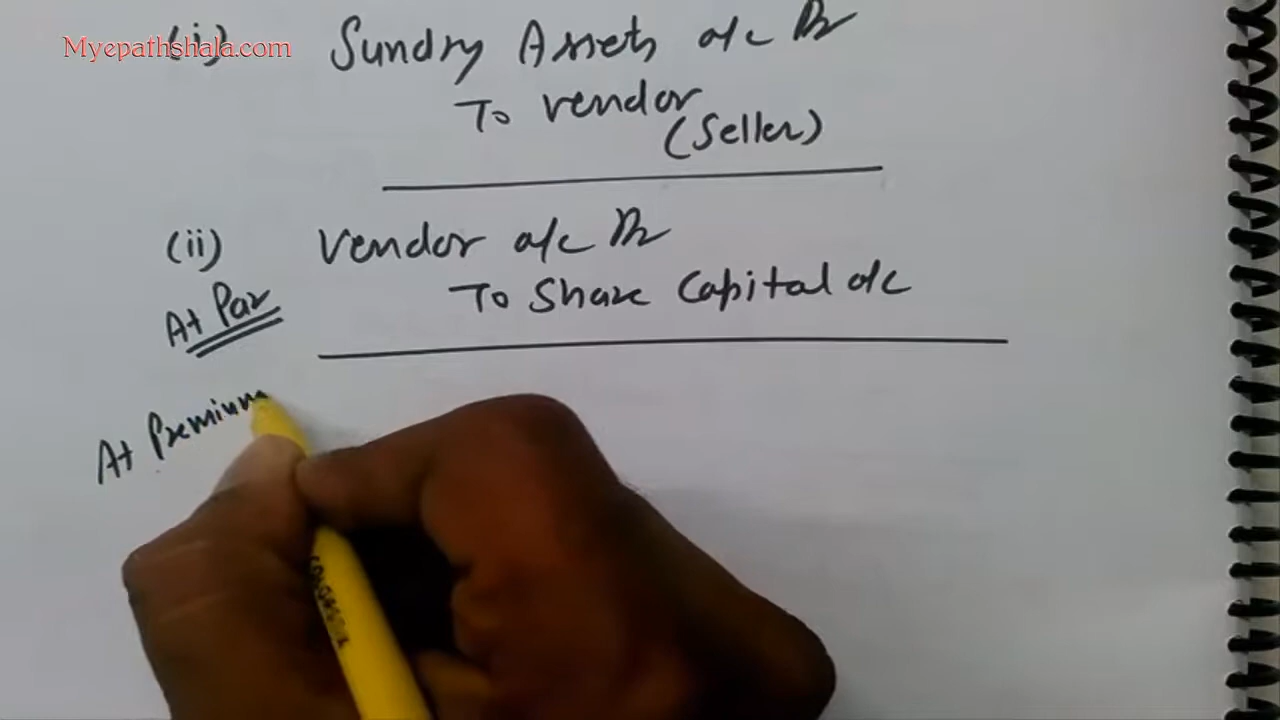 Myepathshala.com
(i) Sundry Assets a/c Dr
To vendor
(Seller)
(ii) Vendor a/c Dr
At Par To Share Capital a/c
At Premium